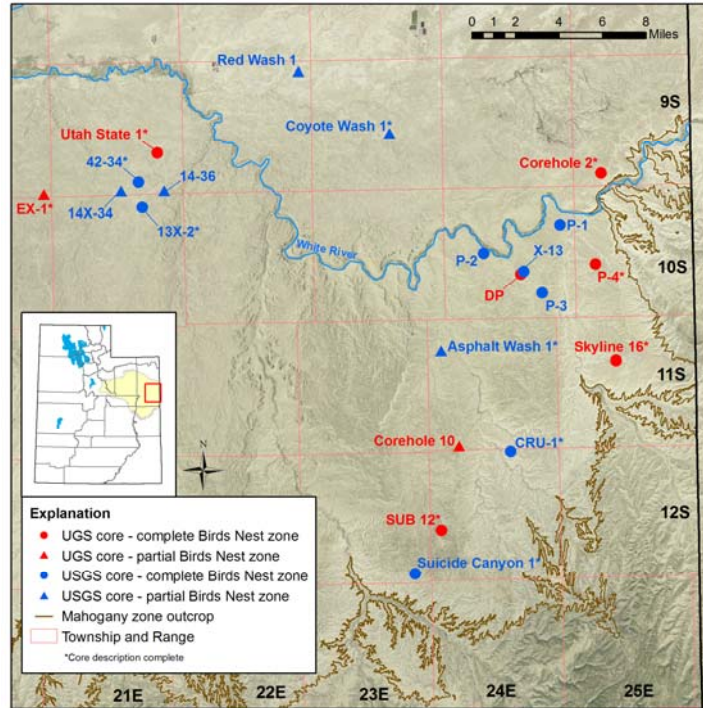 0 2 4 6 8
Miles
Red Wash 1
9S
Coyote Wash 1*
Utah State 1*
42-34*
14-36
Corehole 2*
EX-1*
14X-34
13X-2*
P-1
White River
P-2
X-13
10S
P-4*
DP
P-3
Asphalt Wash 1*
Skyline 16*
11S
Corehole 10
CRU-1*
N
12S
SUB 12*
Suicide Canyon 1*
Explanation
UGS core - complete Birds Nest zone
UGS core - partial Birds Nest zone
USGS core - complete Birds Nest zone
USGS core - partial Birds Nest zone
Mahogany zone outcrop
Township and Range
*Core description complete
21E 22E 23E 24E 25E